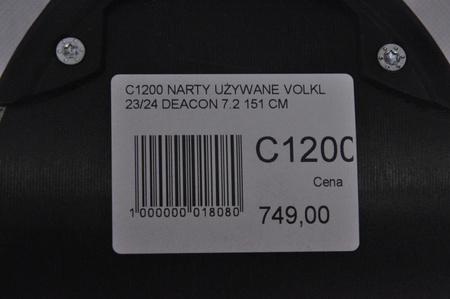 C1200 NARTY UŻYWANE VOLKL
23/24 DEACON 7.2 151 CM
C1200
Cena
749,00
1 000000 018080